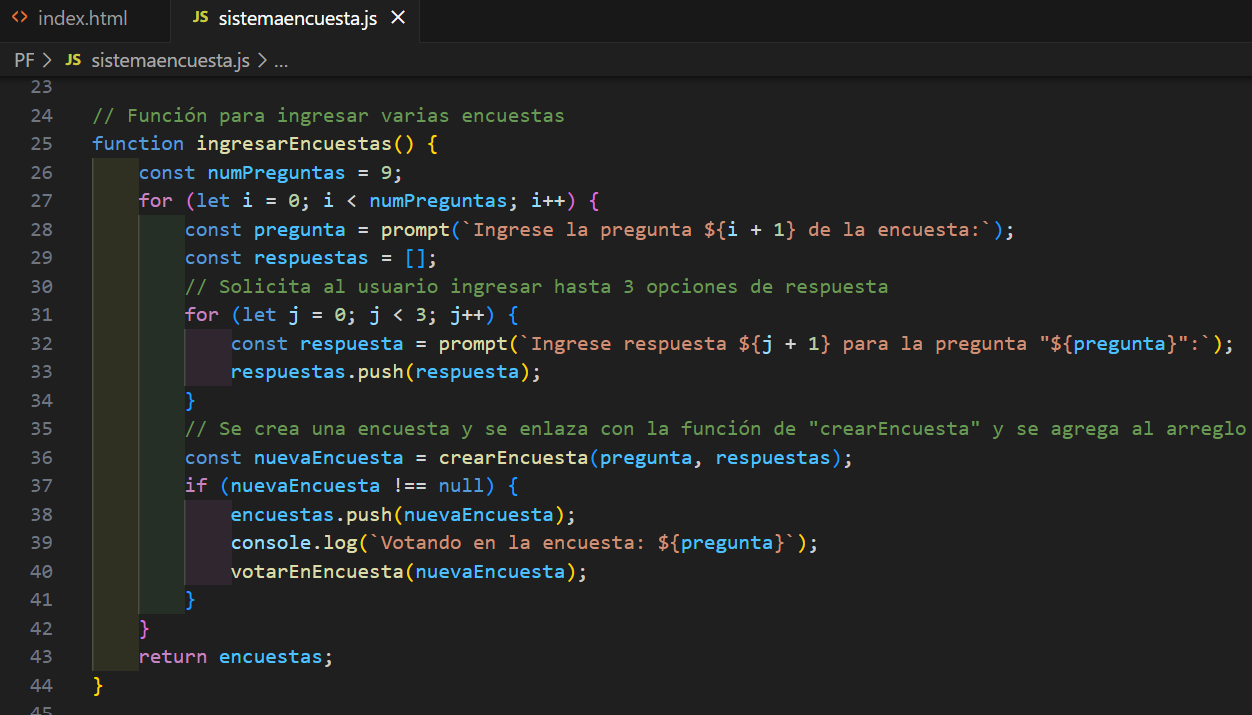 <> index.html JS sistemaencuesta.js ×
PF > JS sistemaencuesta.js > ...
23
24 // Función para ingresar varias encuestas
25 function ingresarEncuestas() {
26 const numPreguntas = 9;
27 for (let i = 0; i < numPreguntas; i++) {
28 const pregunta = prompt(`Ingrese la pregunta ${i + 1} de la encuesta:`);
29 const respuestas = [];
30 // Solicita al usuario ingresar hasta 3 opciones de respuesta
31 for (let j = 0; j < 3; j++) {
32 const respuesta = prompt(`Ingrese respuesta ${j + 1} para la pregunta "${pregunta}":`);
33 respuestas.push(respuesta);
34 }
35 // Se crea una encuesta y se enlaza con la función de "crearEncuesta" y se agrega al arreglo
36 const nuevaEncuesta = crearEncuesta(pregunta, respuestas);
37 if (nuevaEncuesta !== null) {
38 encuestas.push(nuevaEncuesta);
39 console.log(`Votando en la encuesta: ${pregunta}`);
40 votarEnEncuesta(nuevaEncuesta);
41 }
42 }
43 return encuestas;
44 }
45